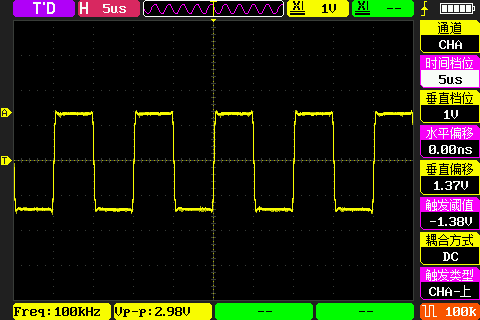 T'D
H 5us
X1 1V
X1 --
通道
CHA
时间档位
5us
垂直档位
1V
水平偏移
0.00ns
垂直偏移
1.37V
触发阈值
-1.38V
耦合方式
DC
触发类型
CHA-上
A
T
Freq:100kHz
Vp-p:2.98V
--
--
100k